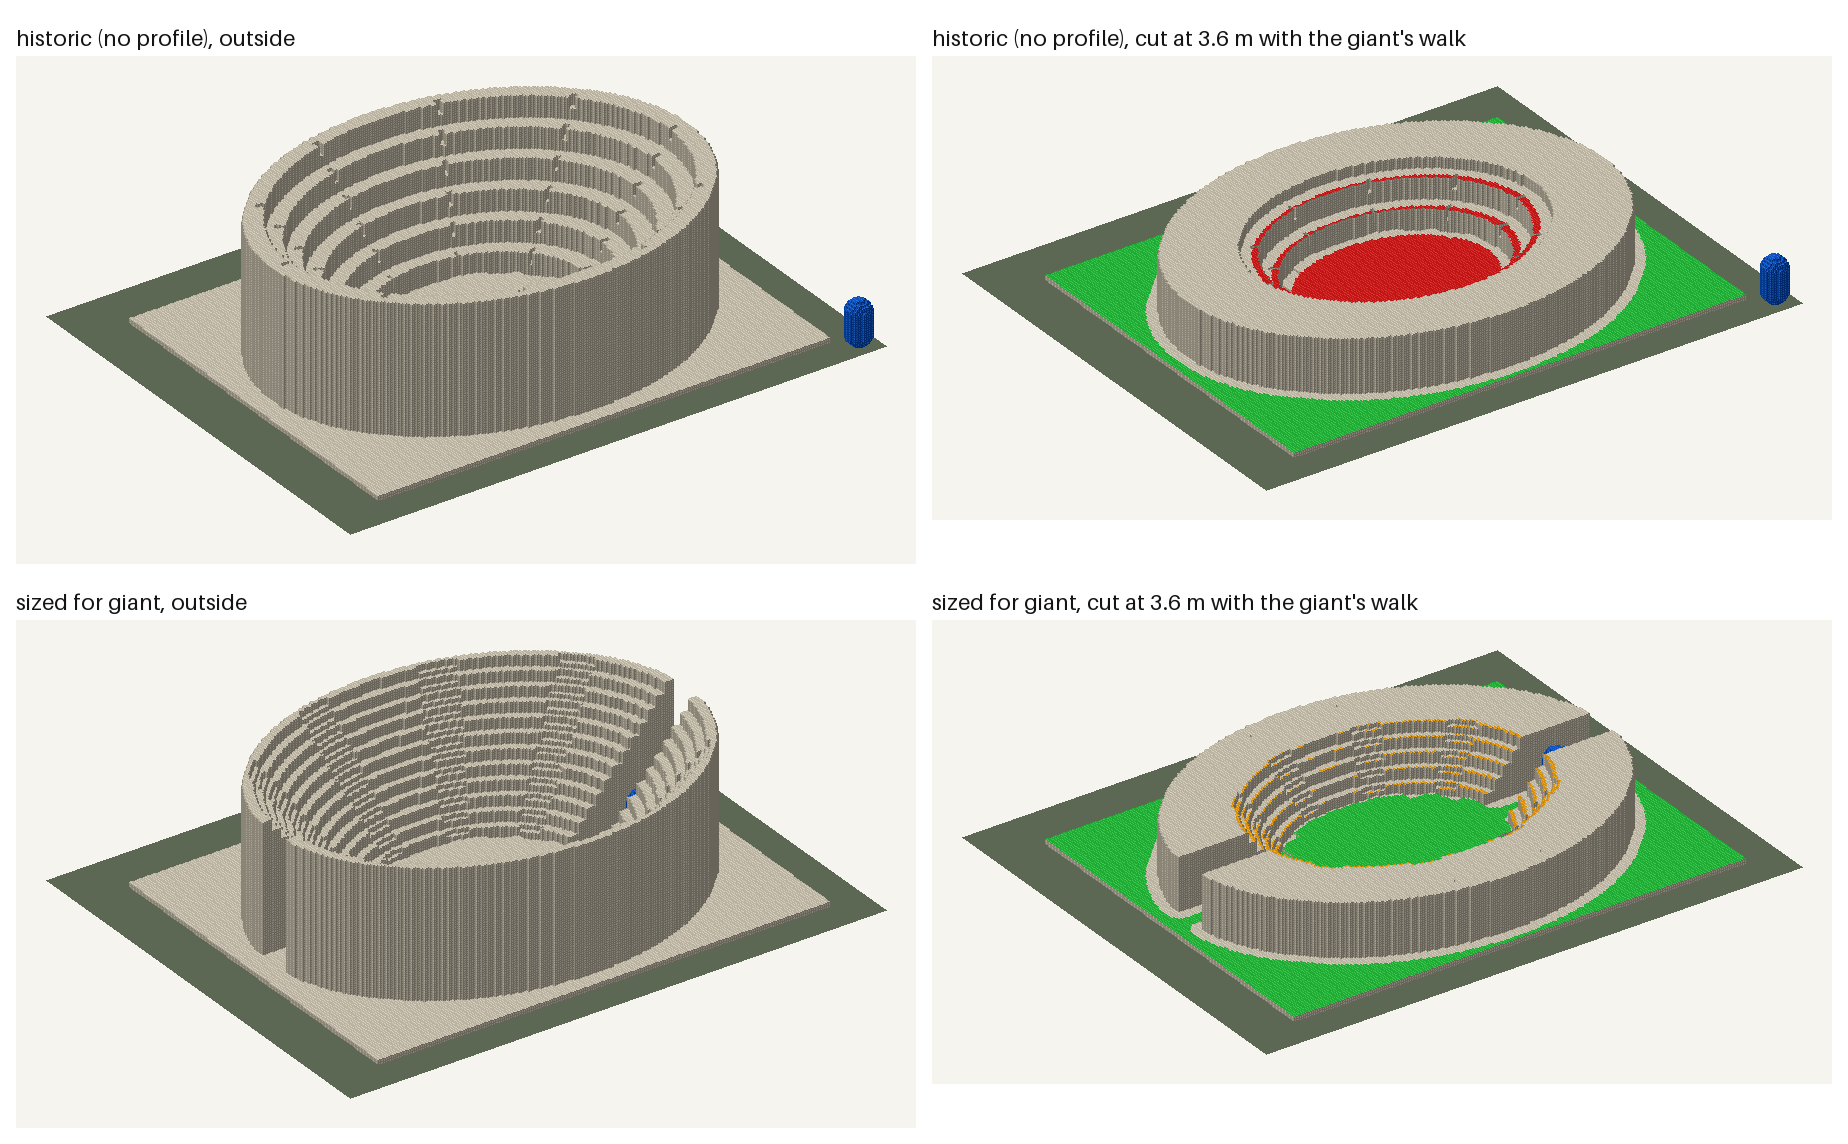 historic (no profile), outside
historic (no profile), cut at 3.6 m with the giant's walk
sized for giant, outside
sized for giant, cut at 3.6 m with the giant's walk